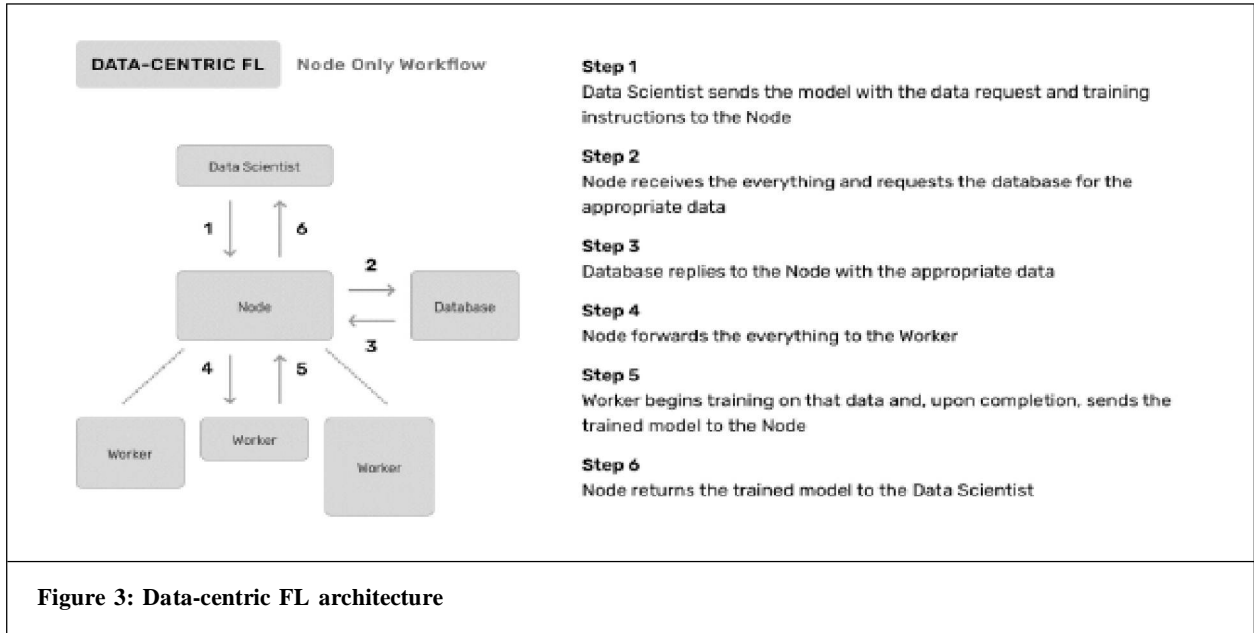 DATA-CENTRIC FL Node Only Workflow
Data Scientist
1 6
Node
2
Database
3
4 5
Worker
Worker
Worker
Step 1
Data Scientist sends the model with the data request and training
instructions to the Node
Step 2
Node receives the everything and requests the database for the
appropriate data
Step 3
Database replies to the Node with the appropriate data
Step 4
Node forwards the everything to the Worker
Step 5
Worker begins training on that data and, upon completion, sends the
trained model to the Node
Step 6
Node returns the trained model to the Data Scientist
Figure 3: Data-centric FL architecture